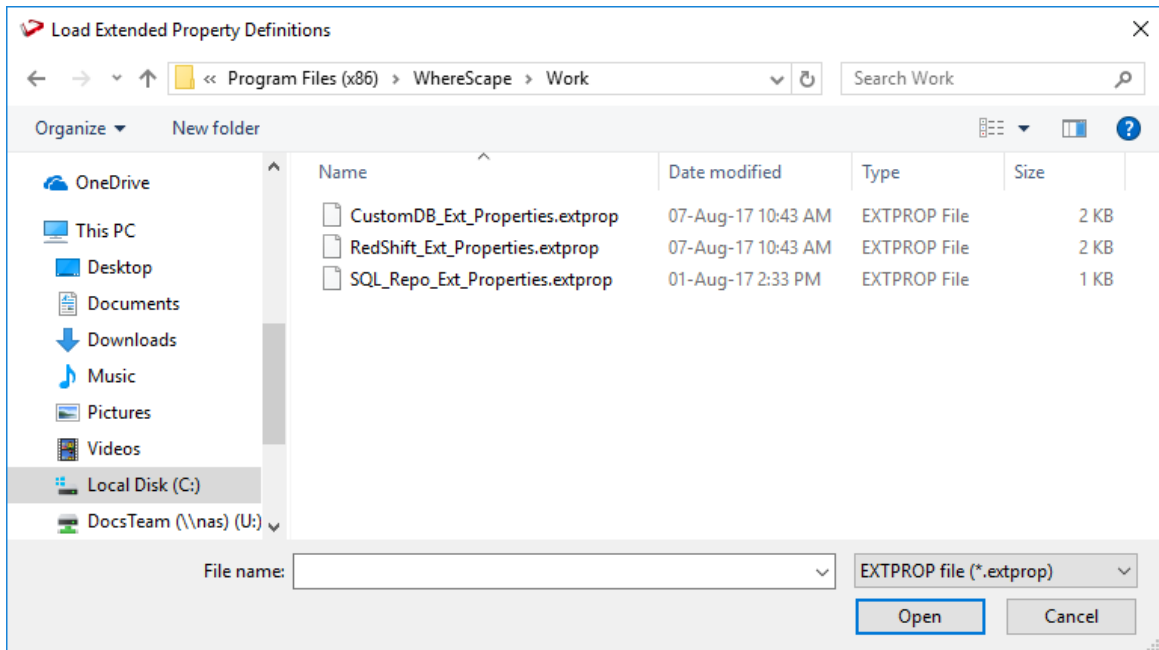 Load Extended Property Definitions
« Program Files (x86) > WhereScape > Work
Search Work
Organize
New folder
OneDrive
This PC
Desktop
Documents
Downloads
Music
Pictures
Videos
Local Disk (C:)
DocsTeam (\\nas) (U:)
Name Date modified Type Size
CustomDB_Ext_Properties.extprop 07-Aug-17 10:43 AM EXTPROP File 2 KB
RedShift_Ext_Properties.extprop 07-Aug-17 10:43 AM EXTPROP File 2 KB
SQL_Repo_Ext_Properties.extprop 01-Aug-17 2:33 PM EXTPROP File 1 KB
File name:
EXTPROP file (*.extprop)
Open
Cancel